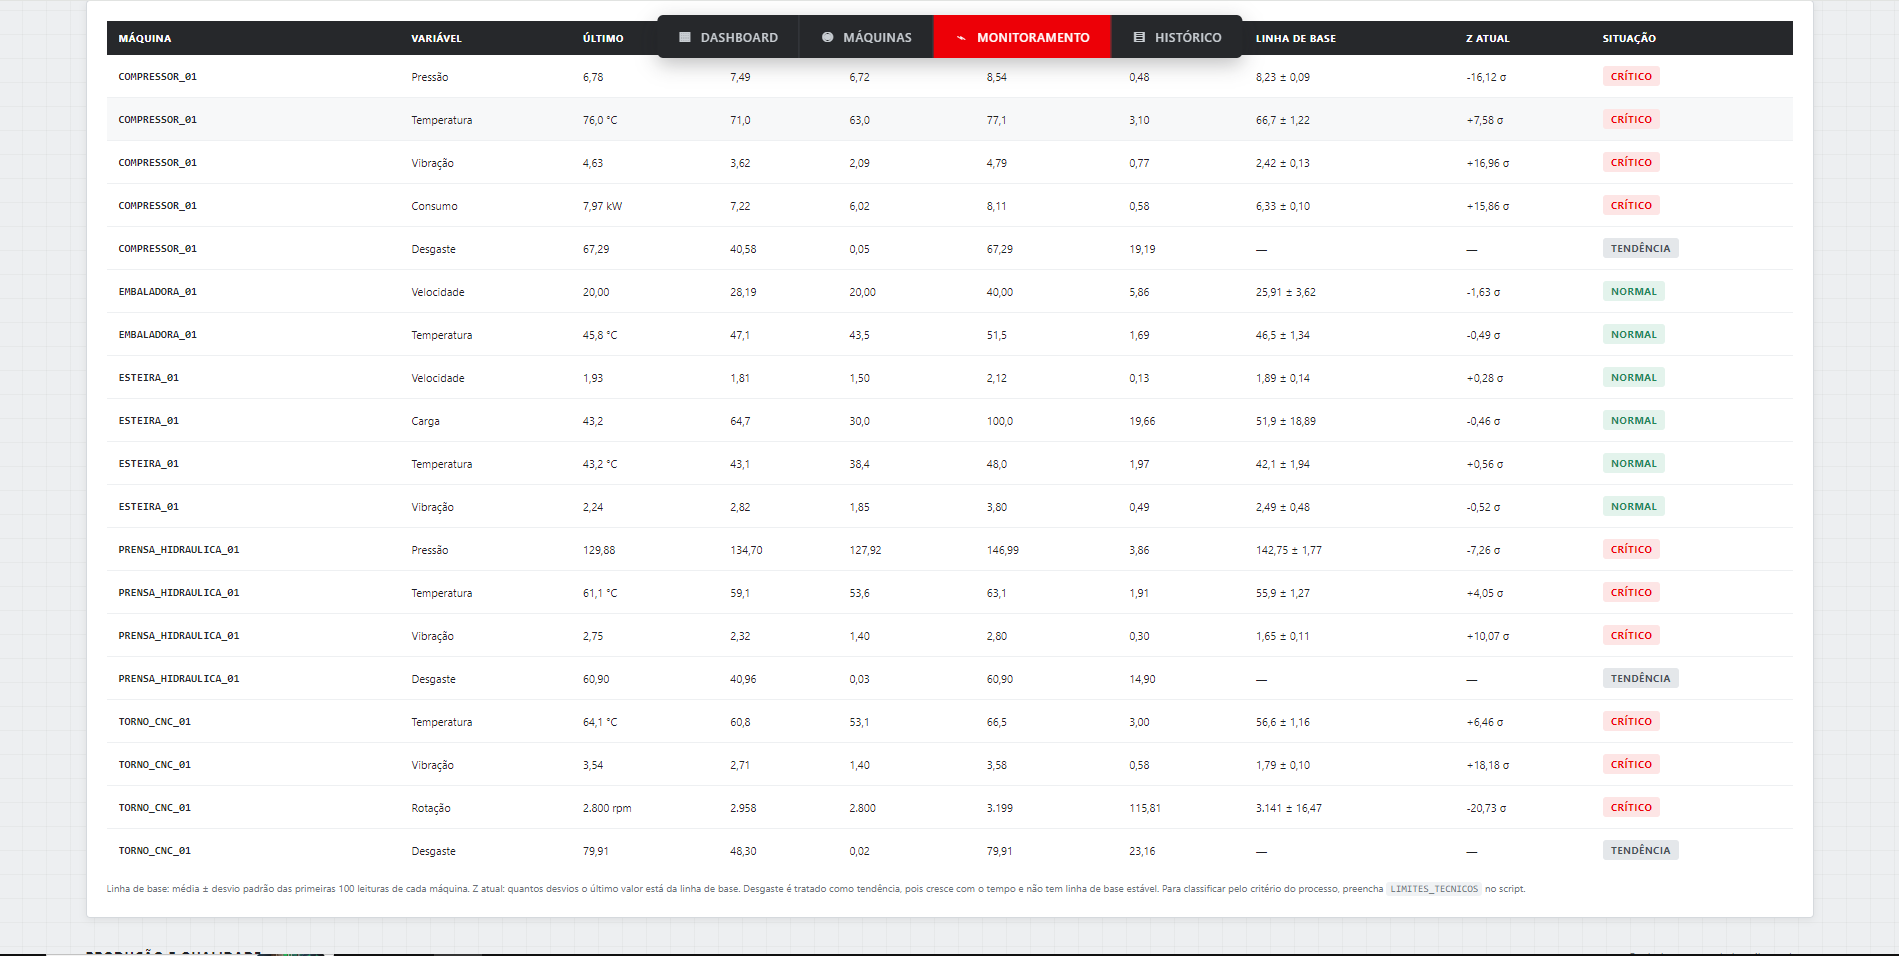 DASHBOARD MÁQUINAS MONITORAMENTO HISTÓRICO
MÁQUINA VARIÁVEL ÚLTIMO LINHA DE BASE Z ATUAL SITUAÇÃO
COMPRESSOR_01 Pressão 6,78 7,49 6,72 8,54 0,48 8,23 ± 0,09 -16,12 σ CRÍTICO
COMPRESSOR_01 Temperatura 76,0 °C 71,0 63,0 77,1 3,10 66,7 ± 1,22 +7,58 σ CRÍTICO
COMPRESSOR_01 Vibração 4,63 3,62 2,09 4,79 0,77 2,42 ± 0,13 +16,96 σ CRÍTICO
COMPRESSOR_01 Consumo 7,97 kW 7,22 6,02 8,11 0,58 6,33 ± 0,10 +15,86 σ CRÍTICO
COMPRESSOR_01 Desgaste 67,29 40,58 0,05 67,29 19,19 — — TENDÊNCIA
EMBALADORA_01 Velocidade 20,00 28,19 20,00 40,00 5,86 25,91 ± 3,62 -1,63 σ NORMAL
EMBALADORA_01 Temperatura 45,8 °C 47,1 43,5 51,5 1,69 46,5 ± 1,34 -0,49 σ NORMAL
ESTEIRA_01 Velocidade 1,93 1,81 1,50 2,12 0,13 1,89 ± 0,14 +0,28 σ NORMAL
ESTEIRA_01 Carga 43,2 64,7 30,0 100,0 19,66 51,9 ± 18,89 -0,46 σ NORMAL
ESTEIRA_01 Temperatura 43,2 °C 43,1 38,4 48,0 1,97 42,1 ± 1,94 +0,56 σ NORMAL
ESTEIRA_01 Vibração 2,24 2,82 1,85 3,80 0,49 2,49 ± 0,48 -0,52 σ NORMAL
PRENSA_HIDRAULICA_01 Pressão 129,88 134,70 127,92 146,99 3,86 142,75 ± 1,77 -7,26 σ CRÍTICO
PRENSA_HIDRAULICA_01 Temperatura 61,1 °C 59,1 53,6 63,1 1,91 55,9 ± 1,27 +4,05 σ CRÍTICO
PRENSA_HIDRAULICA_01 Vibração 2,75 2,32 1,40 2,80 0,30 1,65 ± 0,11 +10,07 σ CRÍTICO
PRENSA_HIDRAULICA_01 Desgaste 60,90 40,96 0,03 60,90 14,90 — — TENDÊNCIA
TORNO_CNC_01 Temperatura 64,1 °C 60,8 53,1 66,5 3,00 56,6 ± 1,16 +6,46 σ CRÍTICO
TORNO_CNC_01 Vibração 3,54 2,71 1,40 3,58 0,58 1,79 ± 0,10 +18,18 σ CRÍTICO
TORNO_CNC_01 Rotação 2.800 rpm 2.958 2.800 3.199 115,81 3.141 ± 16,47 -20,73 σ CRÍTICO
TORNO_CNC_01 Desgaste 79,91 48,30 0,02 79,91 23,16 — — TENDÊNCIA
Linha de base: média ± desvio padrão das primeiras 100 leituras de cada máquina. Z atual: quantos desvios o último valor está da linha de base. Desgaste é tratado como tendência, pois cresce com o tempo e não tem linha de base estável. Para classificar pelo critério do processo, preencha LIMITES_TECNICOS no script.
PRODUÇÃO E QUALIDADE